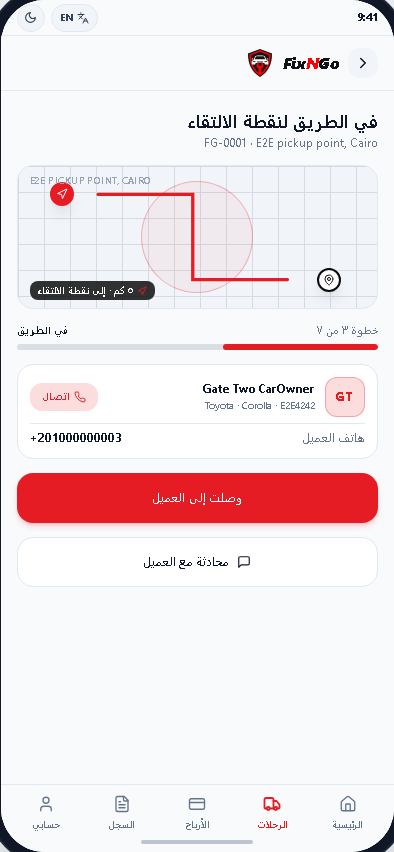 9:41
EN
FixNGo
في الطريق لنقطة الالتقاء
FG-0001 · E2E pickup point, Cairo
E2E PICKUP POINT, CAIRO
٥ كم · إلى نقطة الالتقاء
خطوة ٣ من ٧
في الطريق
GT
Gate Two CarOwner
Toyota · Corolla · E2E4242
اتصال
هاتف العميل
+201000000003
وصلت إلى العميل
محادثة مع العميل
الرئيسية
الرحلات
الأرباح
السجل
حسابي